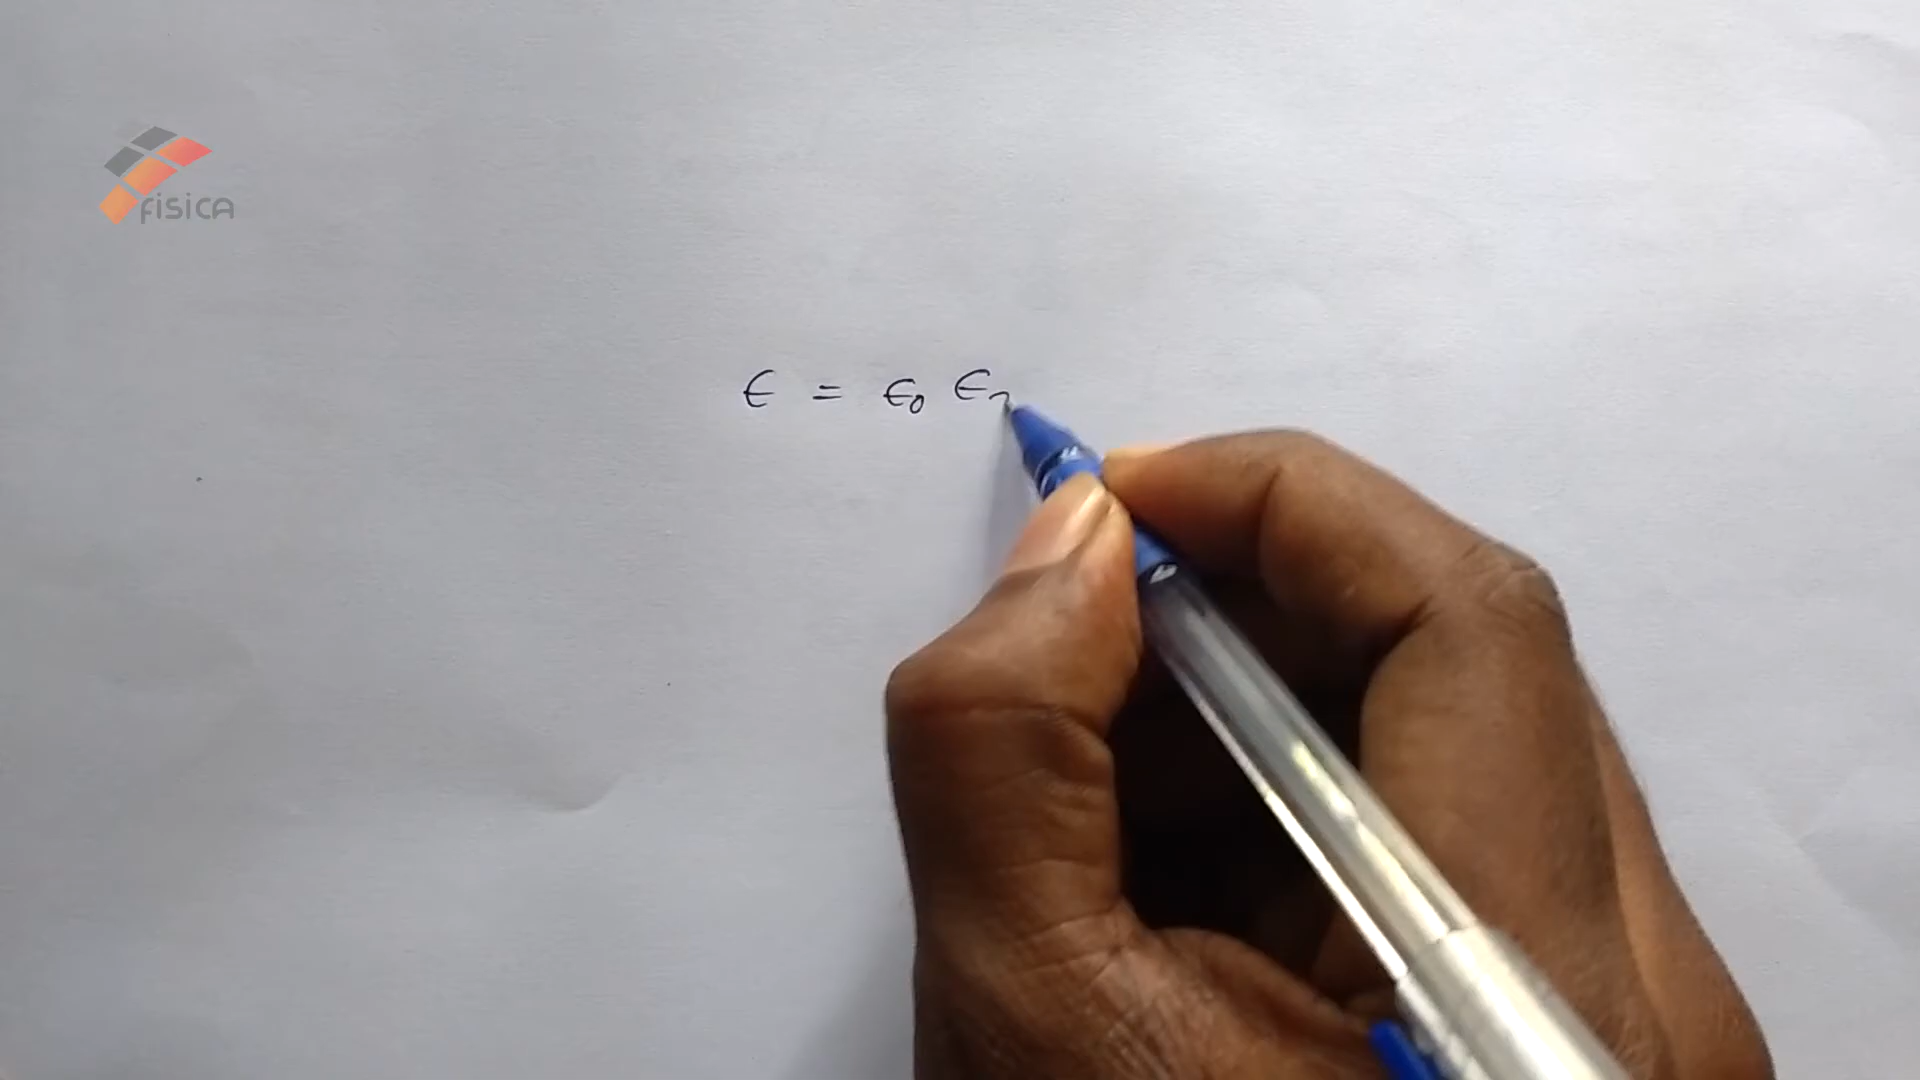 fisica
ϵ = ϵ₀ ϵᵣ